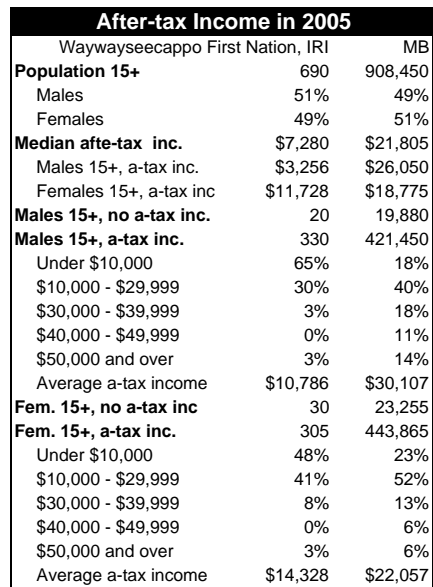 After-tax Income in 2005
Waywayseecappo First Nation, IRI MB
Population 15+ 690 908,450
Males 51% 49%
Females 49% 51%
Median afte-tax inc. $7,280 $21,805
Males 15+, a-tax inc. $3,256 $26,050
Females 15+, a-tax inc $11,728 $18,775
Males 15+, no a-tax inc. 20 19,880
Males 15+, a-tax inc. 330 421,450
Under $10,000 65% 18%
$10,000 - $29,999 30% 40%
$30,000 - $39,999 3% 18%
$40,000 - $49,999 0% 11%
$50,000 and over 3% 14%
Average a-tax income $10,786 $30,107
Fem. 15+, no a-tax inc 30 23,255
Fem. 15+, a-tax inc. 305 443,865
Under $10,000 48% 23%
$10,000 - $29,999 41% 52%
$30,000 - $39,999 8% 13%
$40,000 - $49,999 0% 6%
$50,000 and over 3% 6%
Average a-tax income $14,328 $22,057